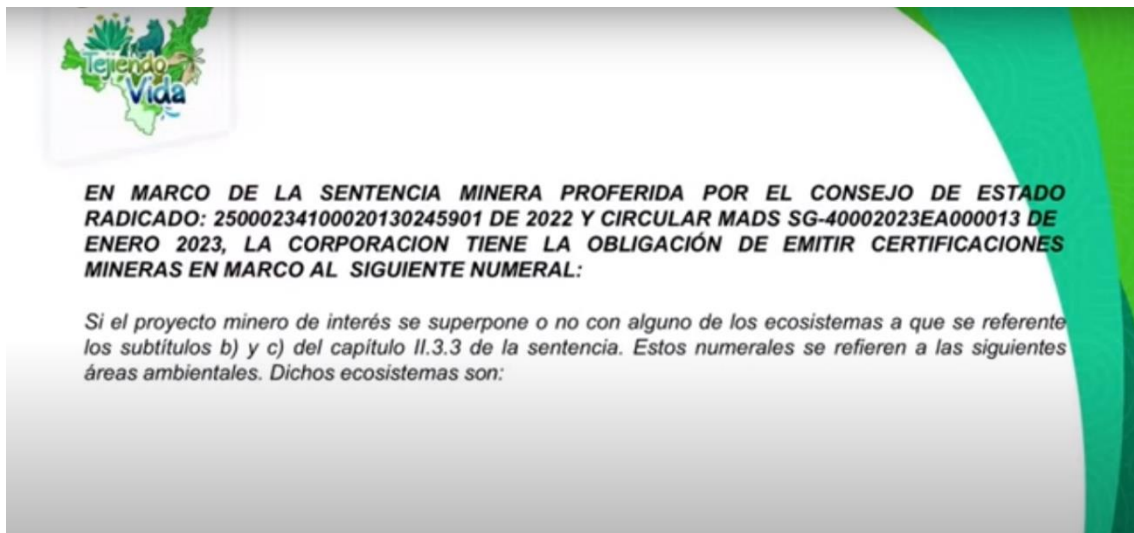 Tejiendo
Vida
EN MARCO DE LA SENTENCIA MINERA PROFERIDA POR EL CONSEJO DE ESTADO
RADICADO: 25000234100020130245901 DE 2022 Y CIRCULAR MADS SG-40002023EA000013 DE
ENERO 2023, LA CORPORACION TIENE LA OBLIGACIÓN DE EMITIR CERTIFICACIONES
MINERAS EN MARCO AL SIGUIENTE NUMERAL:
Si el proyecto minero de interés se superpone o no con alguno de los ecosistemas a que se referente
los subtítulos b) y c) del capítulo II.3.3 de la sentencia. Estos numerales se refieren a las siguientes
áreas ambientales. Dichos ecosistemas son: